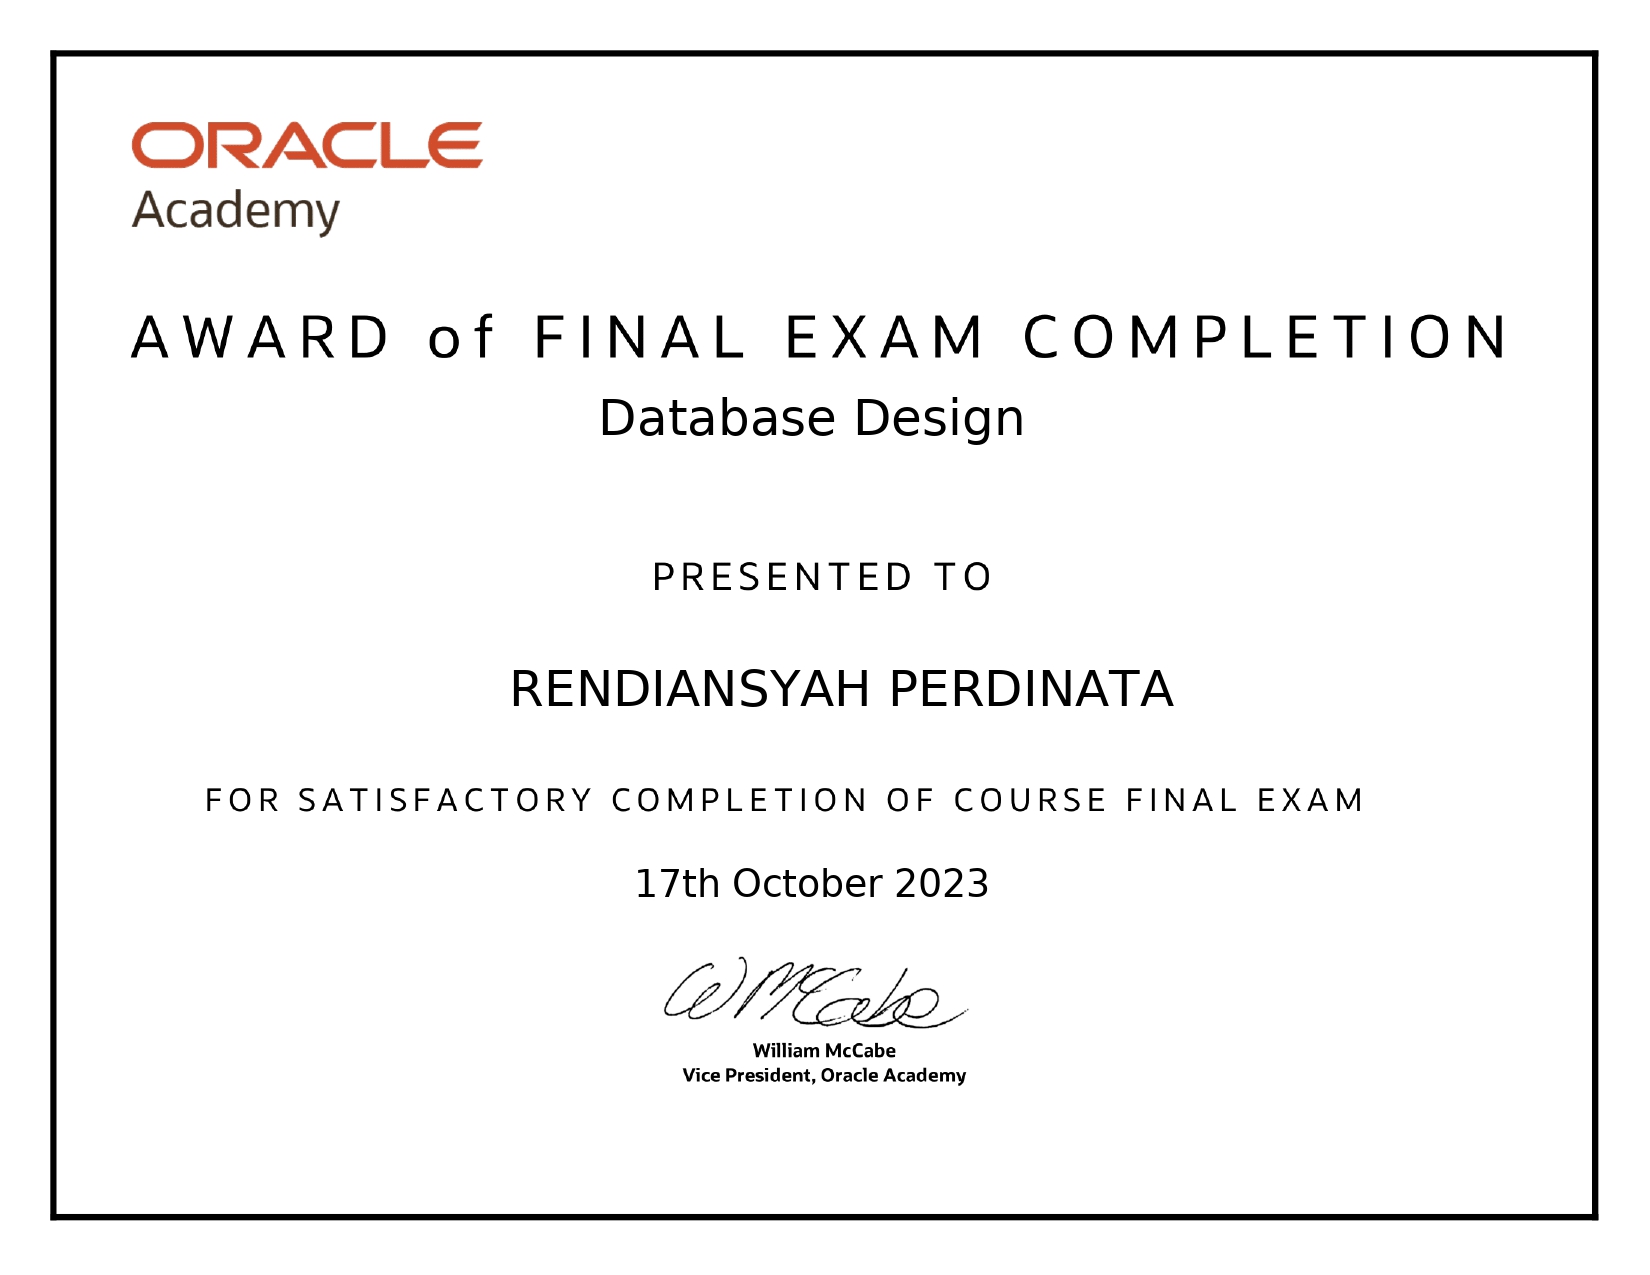 ORACLE
Academy
AWARD of FINAL EXAM COMPLETION
Database Design
PRESENTED TO
RENDIANSYAH PERDINATA
FOR SATISFACTORY COMPLETION OF COURSE FINAL EXAM
17th October 2023
WMcCabe
William McCabe
Vice President, Oracle Academy